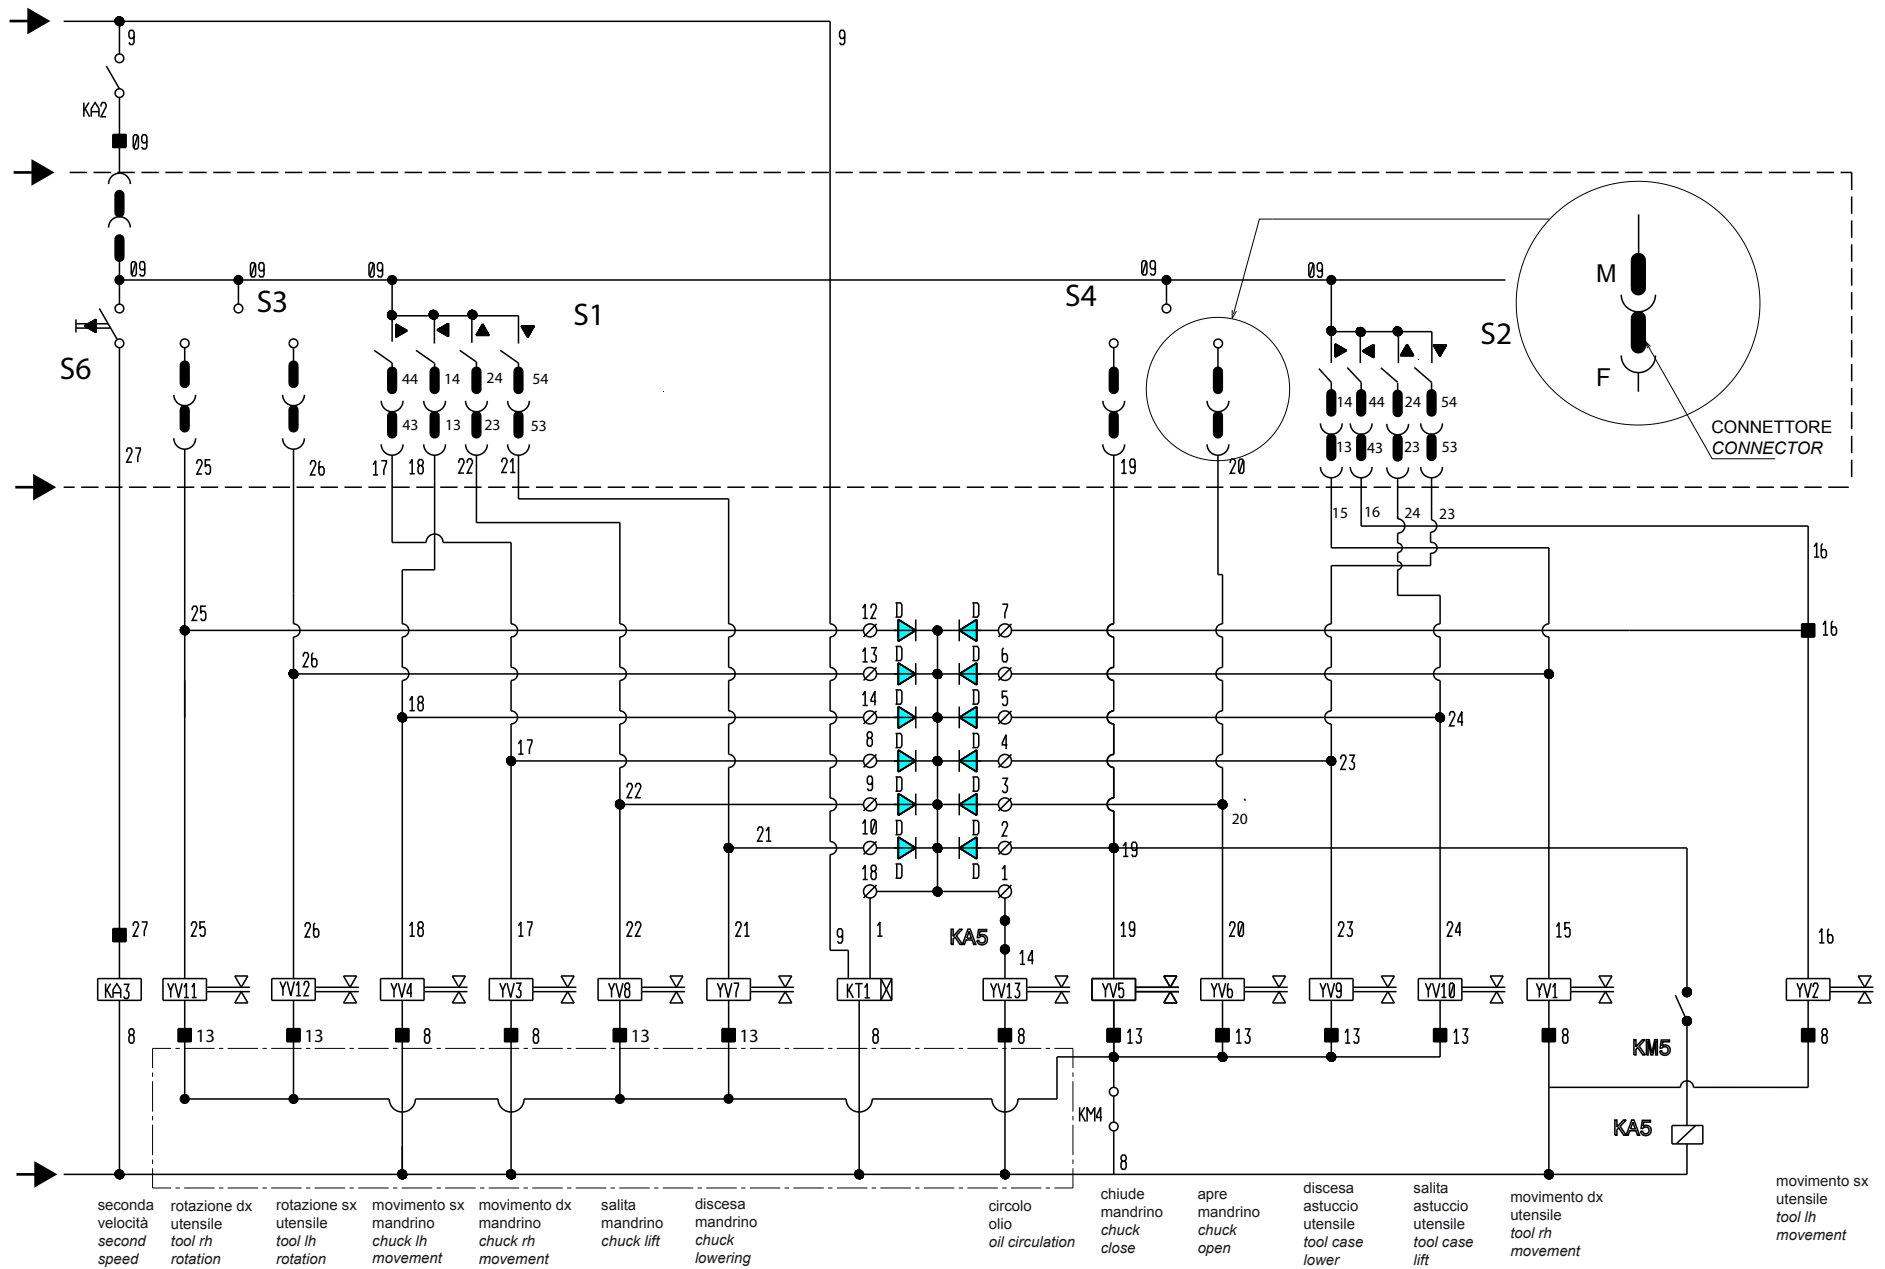 9 9
KA2
09
09 09 09 09 09
S3 S1 S4 S2 M
S6 F
44 14 24 54 14 44 24 54
43 13 23 53 13 43 23 53
CONNETTORE
CONNECTOR
27 25 26 17 18 22 21 19 20
15 16 24 23
16
25 12 D D 7 16
26 13 D D 6
18 14 D D 5 24
17 8 D D 4 23
22 9 D D 3 20
21 10 D D 2 19
18 D D 1
27 25 26 18 17 22 21 9 1 KA5 14 19 20 23 24 15 16
KA3 YV11 YV12 YV4 YV3 YV8 YV7 KT1 YV13 YV5 YV6 YV9 YV10 YV1 YV2
8 13 13 8 8 13 13 8 8 13 13 13 13 8 KM5 8
KM4 KA5
8
seconda
velocità
second
speed
rotazione dx
utensile
tool rh
rotation
rotazione sx
utensile
tool lh
rotation
movimento sx
mandrino
chuck lh
movement
movimento dx
mandrino
chuck rh
movement
salita
mandrino
chuck lift
discesa
mandrino
chuck
lowering
circolo
olio
oil circulation
chiude
mandrino
chuck
close
apre
mandrino
chuck
open
discesa
astuccio
utensile
tool case
lower
salita
astuccio
utensile
tool case
lift
movimento dx
utensile
tool rh
movement
movimento sx
utensile
tool lh
movement